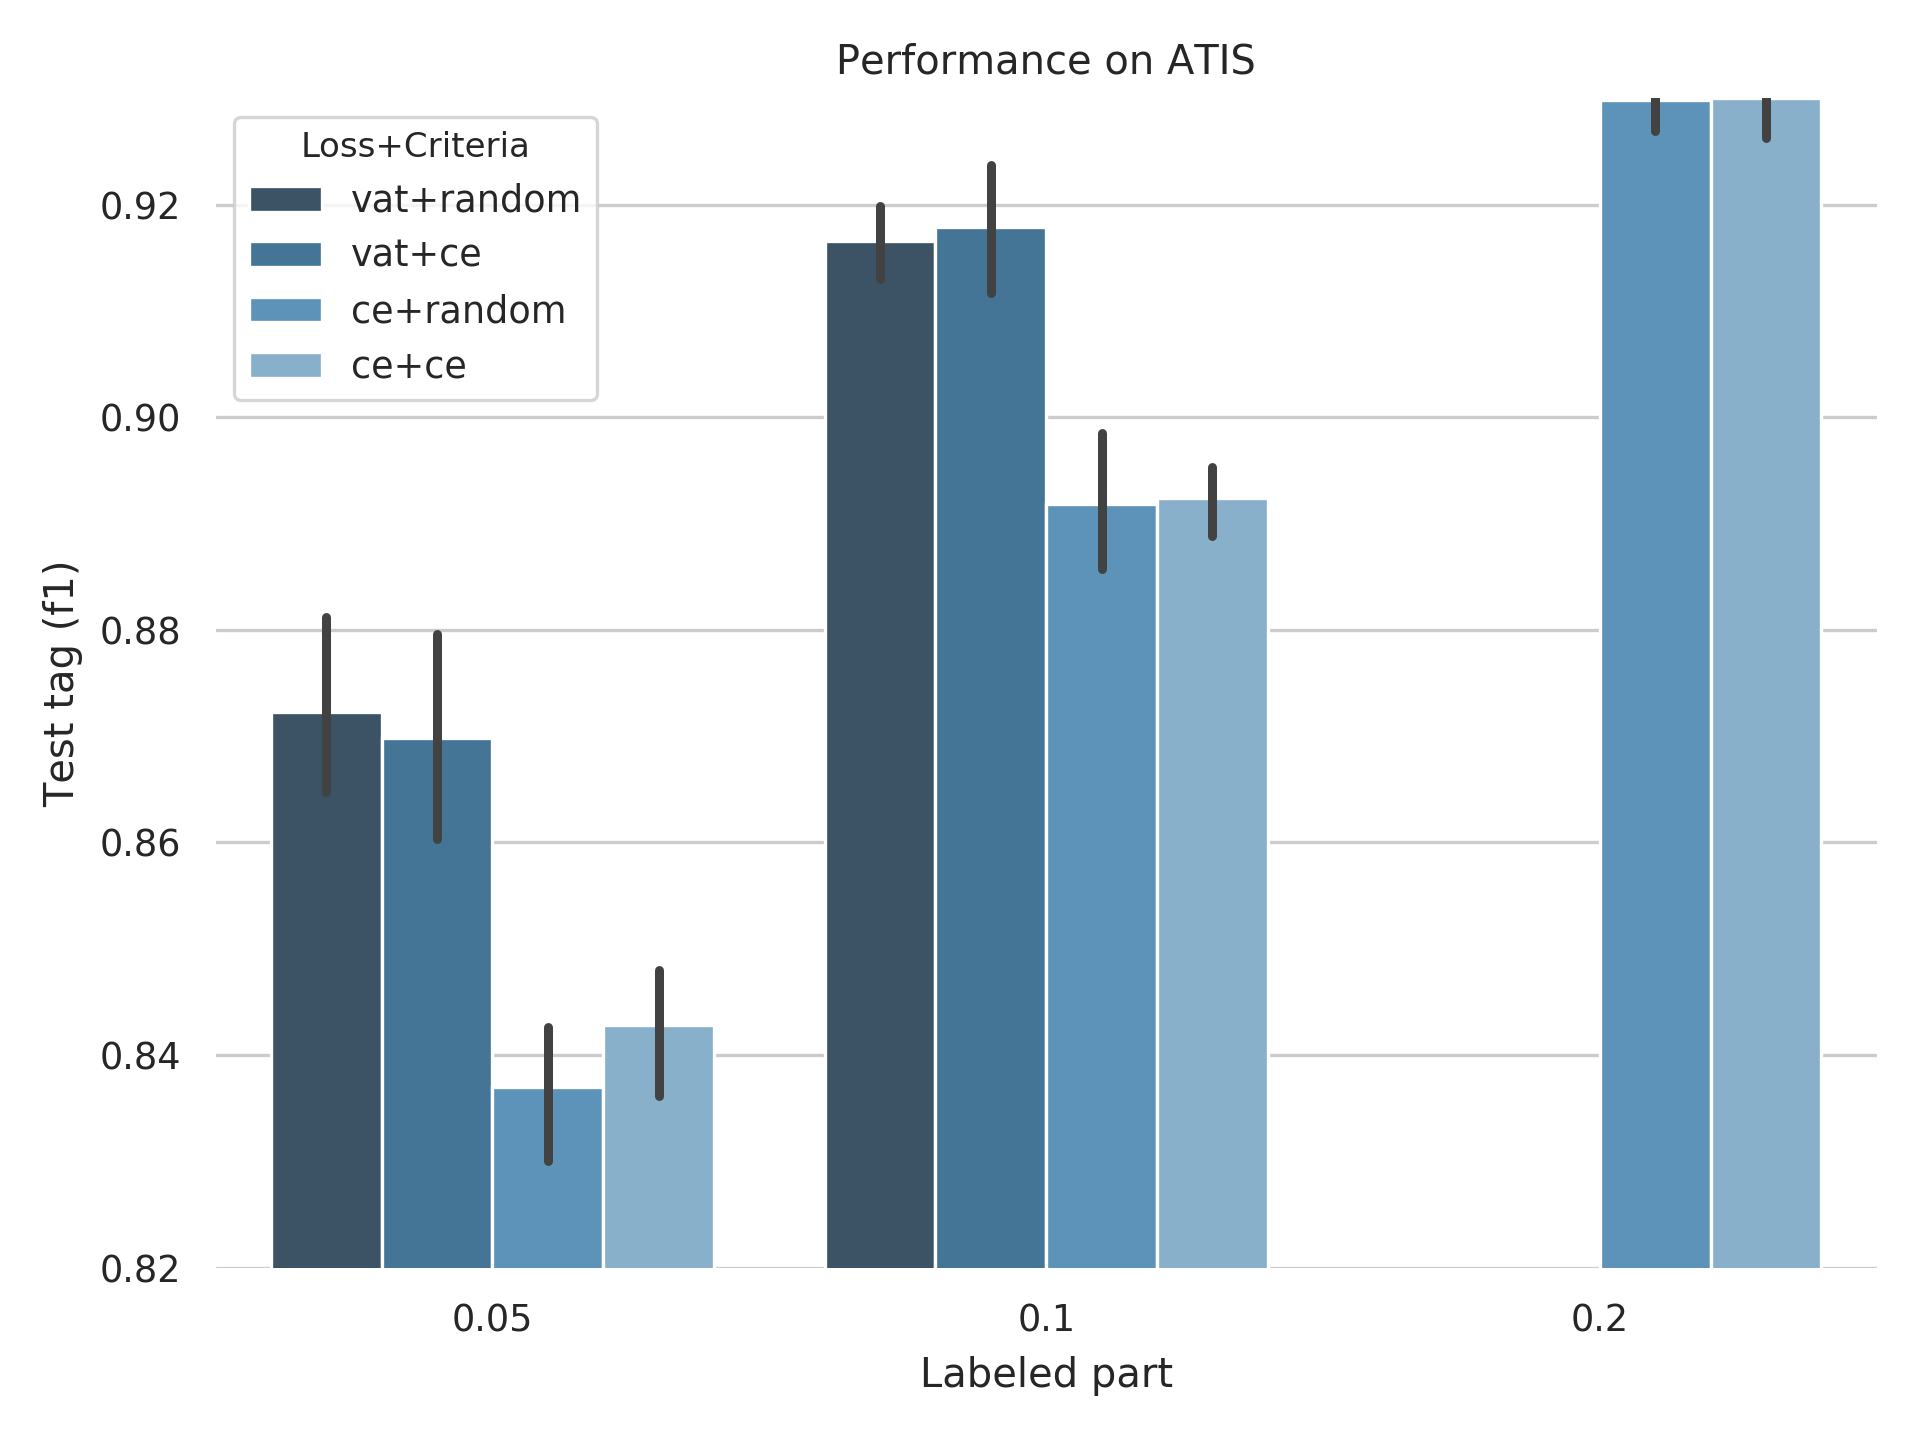 Performance on ATIS
Loss+Criteria
vat+random
vat+ce
ce+random
ce+ce
0.92
0.90
0.88
0.86
0.84
0.82
Test tag (f1)
0.05
0.1
0.2
Labeled part